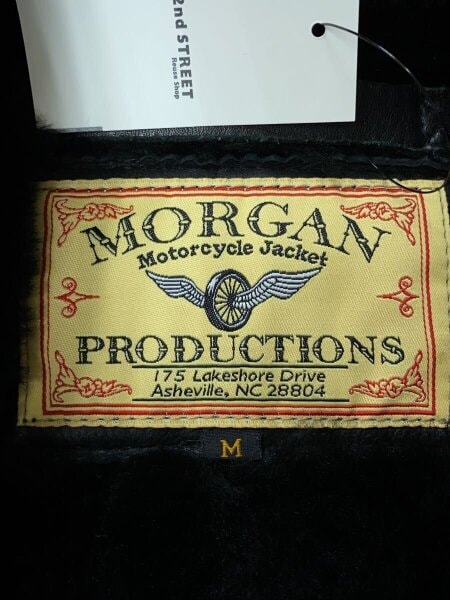 2nd STREET
Reuse Shop
MORGAN
Motorcycle Jacket
PRODUCTIONS
175 Lakeshore Drive
Asheville, NC 28804
M